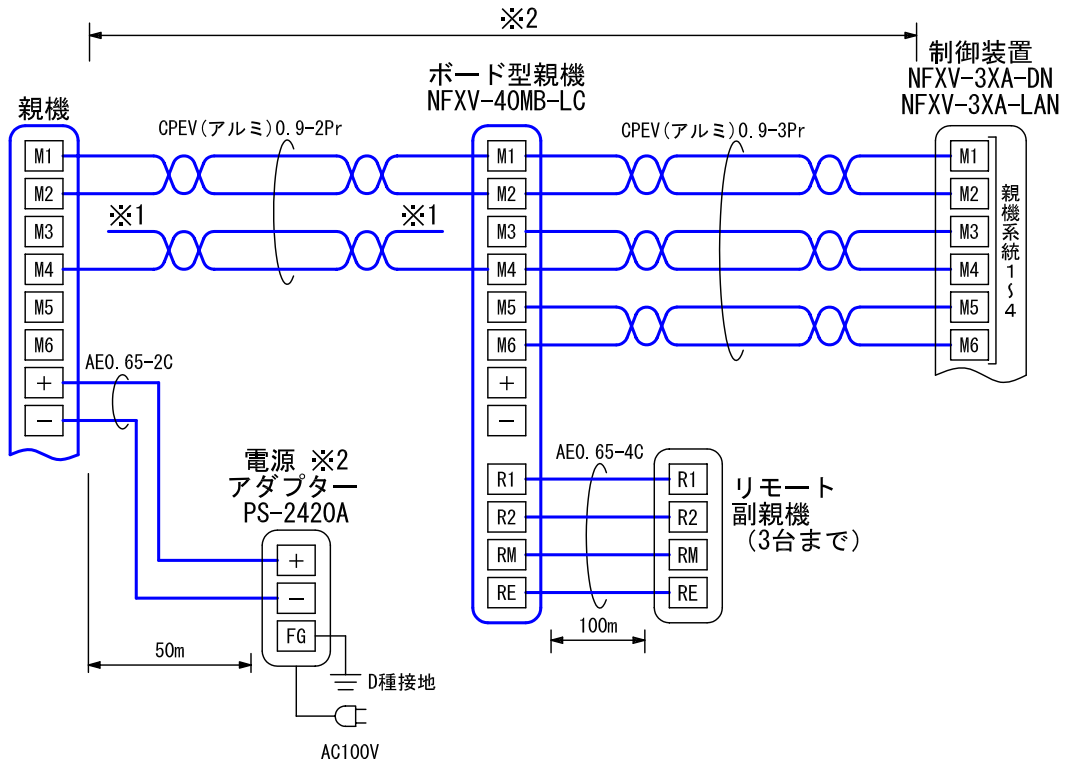 ※2
制御装置
NFXV-3XA-DN
NFXV-3XA-LAN
ボード型親機
NFXV-40MB-LC
親機
CPEV(アルミ)0.9-2Pr
CPEV(アルミ)0.9-3Pr
M1
M2
M3
M4
M5
M6
+
-
※1
※1
M1
M2
M3
M4
M5
M6
+
-
R1
R2
RM
RE
M1
M2
M3
M4
M5
M6
親機系統1~4
AE0.65-2C
電源 ※2
アダプター
PS-2420A
+
-
FG
50m
D種接地
AC100V
AE0.65-4C
R1
R2
RM
RE
リモート
副親機
(3台まで)
100m